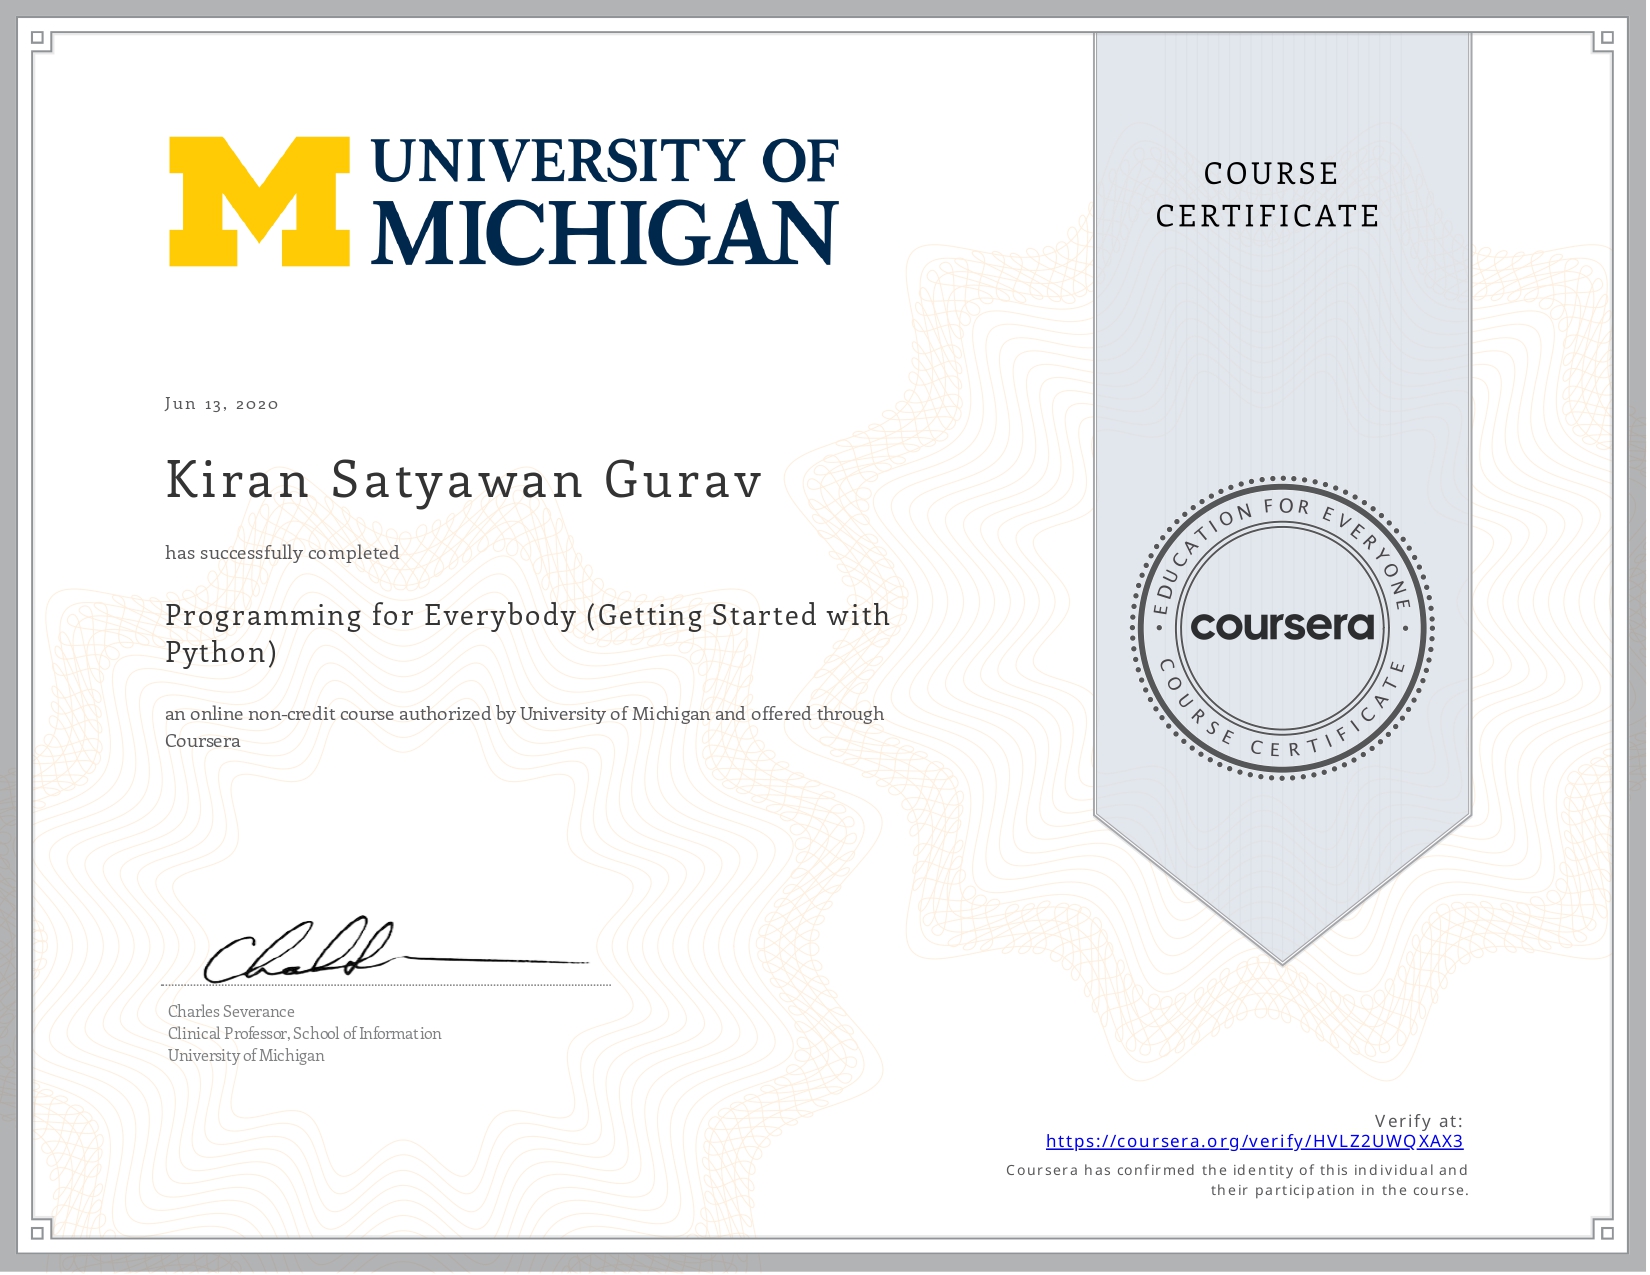 UNIVERSITY OF
MICHIGAN
COURSE
CERTIFICATE
Jun 13, 2020
Kiran Satyawan Gurav
has successfully completed
Programming for Everybody (Getting Started with
Python)
an online non-credit course authorized by University of Michigan and offered through
Coursera
EDUCATION FOR EVERYONE
coursera
COURSE CERTIFICATE
Charles Severance
Clinical Professor, School of Information
University of Michigan
Verify at:
https://coursera.org/verify/HVLZ2UWQXAX3
Coursera has confirmed the identity of this individual and
their participation in the course.